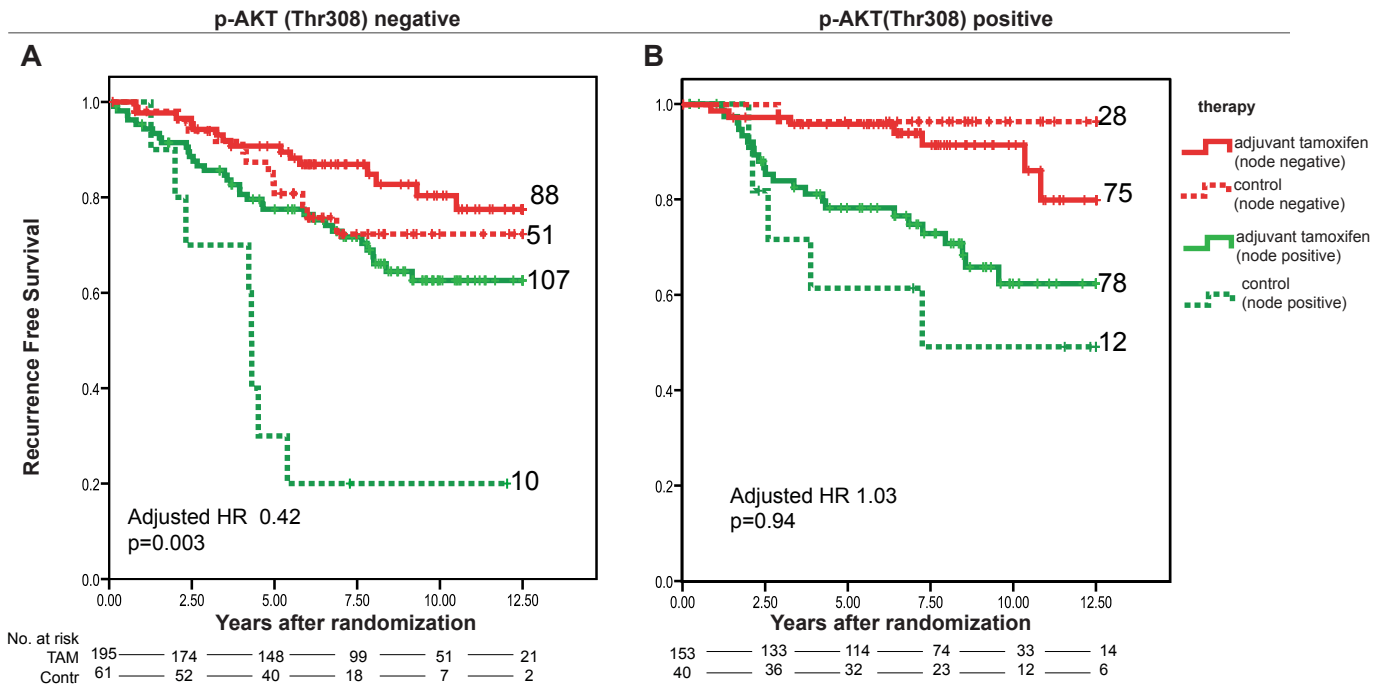 p-AKT (Thr308) negative
p-AKT(Thr308) positive
A
B
Recurrence Free Survival
1.0
0.8
0.6
0.4
0.2
0.0
88
51
107
10
Adjusted HR 0.42
p=0.003
0.00 2.50 5.00 7.50 10.00 12.50
Years after randomization
1.0
0.8
0.6
0.4
0.2
0.0
28
75
78
12
Adjusted HR 1.03
p=0.94
0.00 2.50 5.00 7.50 10.00 12.50
Years after randomization
therapy
adjuvant tamoxifen
(node negative)
control
(node negative)
adjuvant tamoxifen
(node positive)
control
(node positive)
No. at risk
TAM 195 174 148 99 51 21
Contr 61 52 40 18 7 2
153 133 114 74 33 14
40 36 32 23 12 6